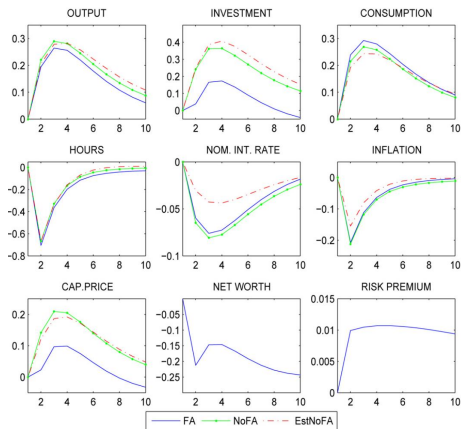 OUTPUT INVESTMENT CONSUMPTION
0.3 0.4 0.3
0.3
0.2 0.2 0.2
0.1 0.1 0.1
0 0 0
2 4 6 8 10 2 4 6 8 10 2 4 6 8 10
HOURS NOM. INT. RATE INFLATION
0 0 0
-0.2
-0.4 -0.05 -0.1
-0.6 -0.2
-0.8 -0.1
2 4 6 8 10 2 4 6 8 10 2 4 6 8 10
CAP.PRICE NET WORTH RISK PREMIUM
0.2 -0.05 0.015
-0.1 0.01
0.1 -0.15
-0.2 0.005
0 -0.25 0
2 4 6 8 10 2 4 6 8 10 2 4 6 8 10
FA NoFA EstNoFA